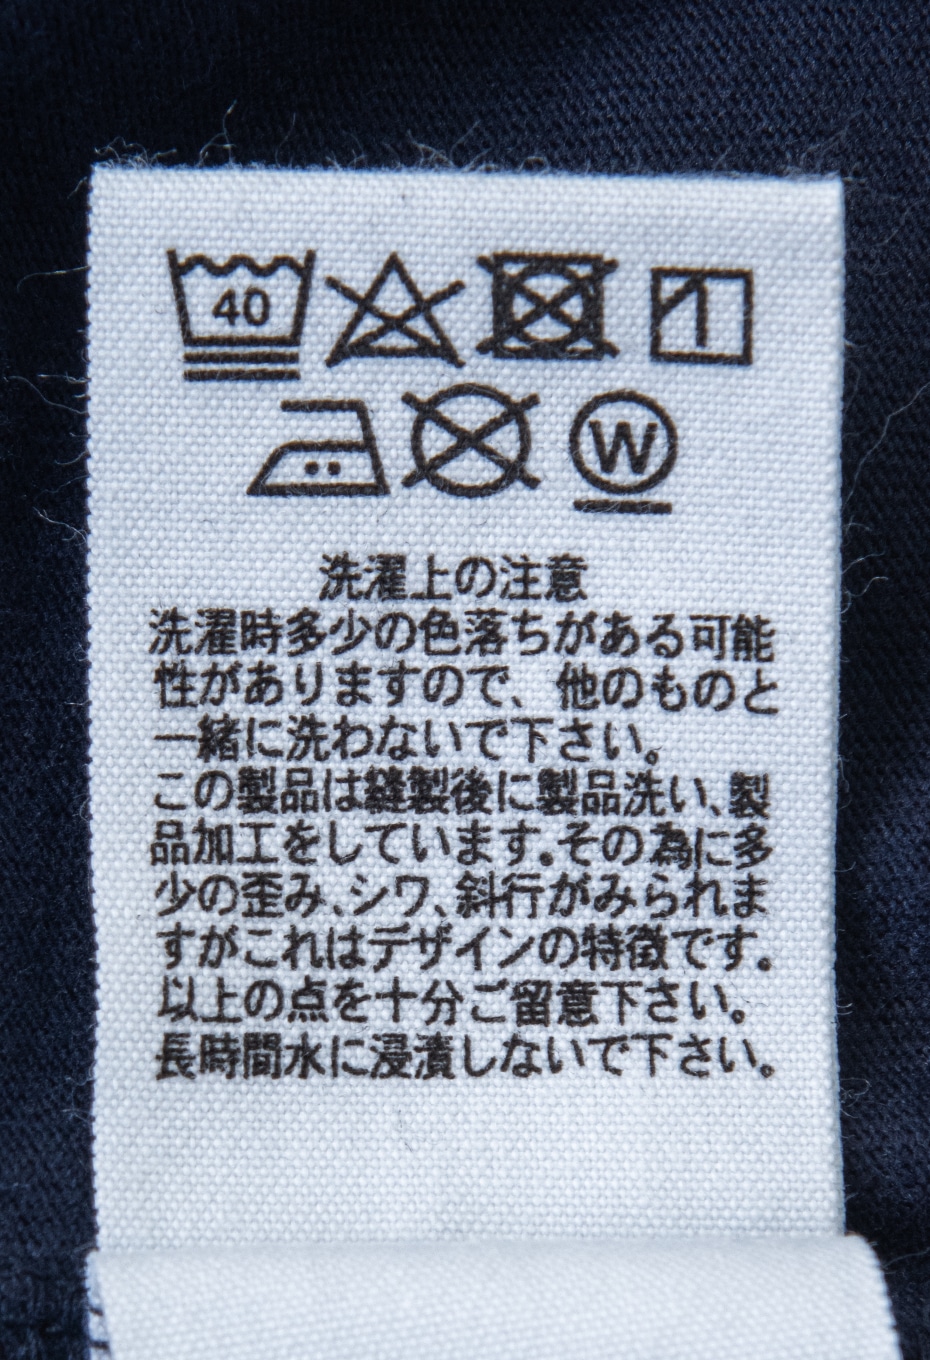 40
W
洗濯上の注意
洗濯時多少の色落ちがある可能
性がありますので、他のものと
一緒に洗わないで下さい。
この製品は縫製後に製品洗い、製
品加工をしています。その為に多
少の歪み、シワ、斜行がみられま
すがこれはデザインの特徴です。
以上の点を十分ご留意下さい。
長時間水に浸漬しないで下さい。